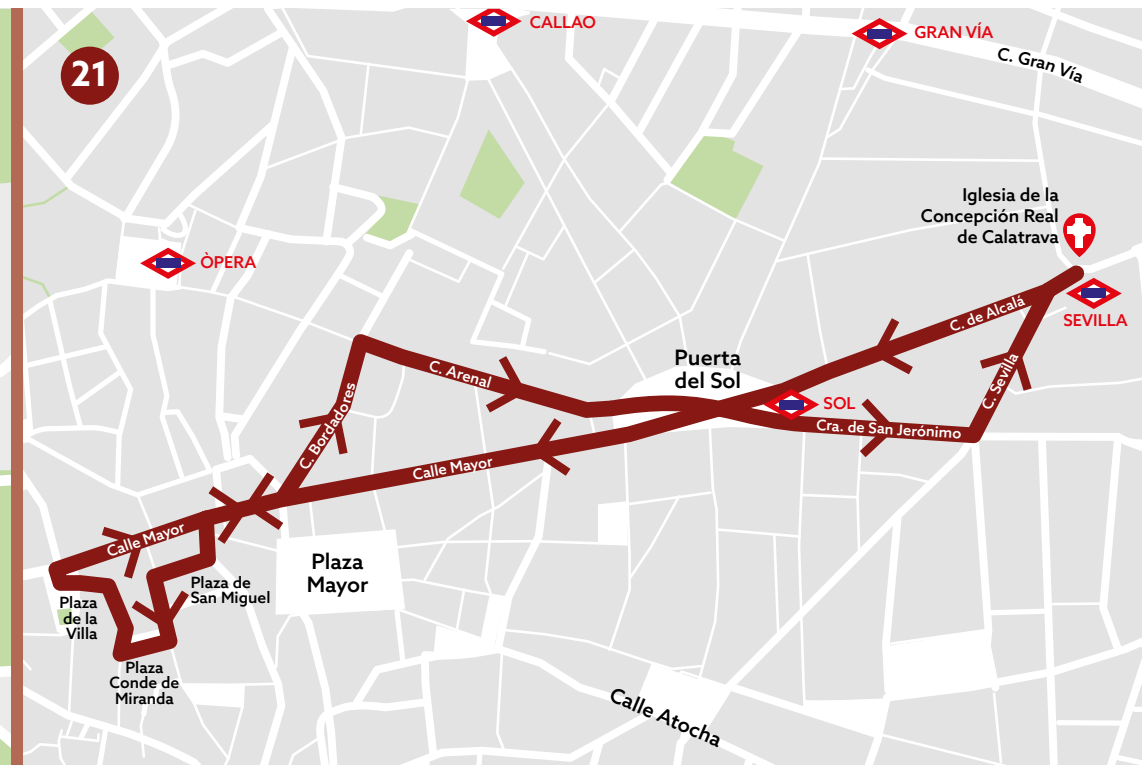 21
CALLAO
GRAN VÍA
C. Gran Vía
Iglesia de la
Concepción Real
de Calatrava
ÒPERA
SEVILLA
C. de Alcalá
C. Sevilla
Puerta
del Sol
SOL
C. Arenal
Cra. de San Jerónimo
C. Bordadores
Calle Mayor
Calle Mayor
Plaza
Mayor
Plaza de
San Miguel
Plaza
de la
Villa
Plaza
Conde de
Miranda
Calle Atocha